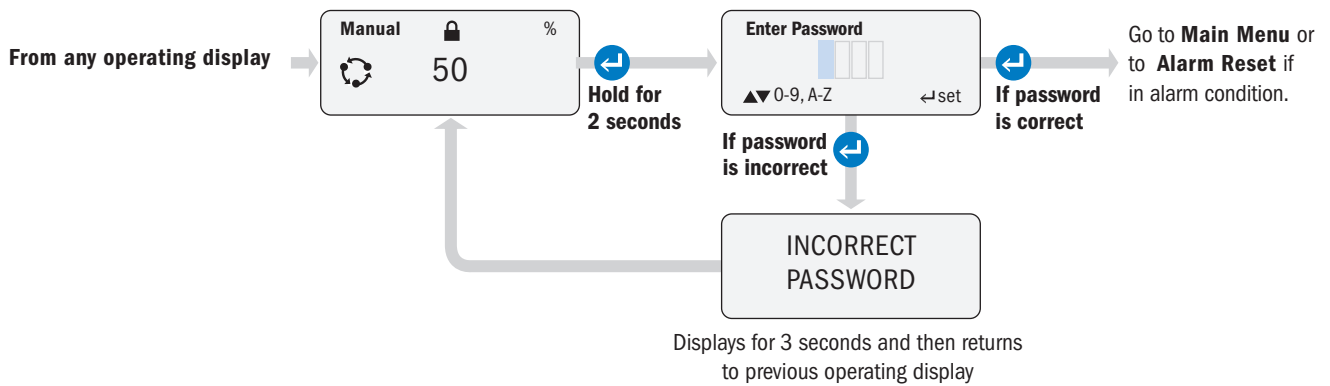 From any operating display
Manual
%
50
Hold for
2 seconds
Enter Password
▲▼ 0-9, A-Z
↵ set
If password
is correct
Go to Main Menu or
to Alarm Reset if
in alarm condition.
If password
is incorrect
INCORRECT
PASSWORD
Displays for 3 seconds and then returns
to previous operating display